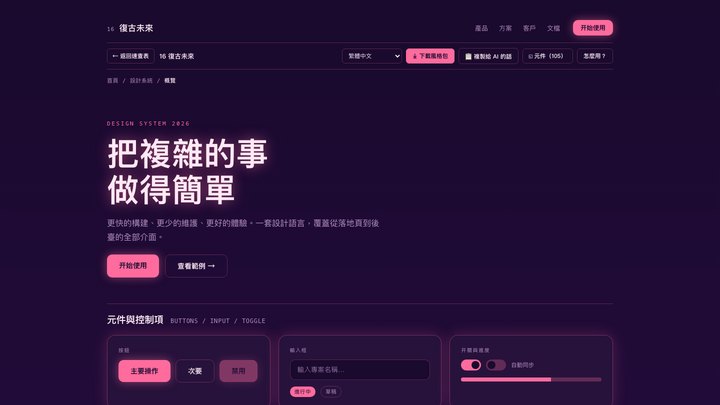 16 復古未來
產品 方案 客戶 文檔 开始使用
← 返回速查表 16 復古未來 繁體中文 下載風格包 複製給 AI 的話 元件（105） 怎麼用？
首頁 / 設計系統 / 概覽
DESIGN SYSTEM 2026
把複雜的事
做得簡單
更快的構建、更少的維護、更好的體驗。一套設計語言，覆蓋從落地頁到後
臺的全部介面。
开始使用 查看範例 →
元件與控制項 BUTTONS / INPUT / TOGGLE
按鈕 輸入框 開關與進度
主要操作 次要 禁用 輸入專案名稱… 自動同步
進行中 草稿